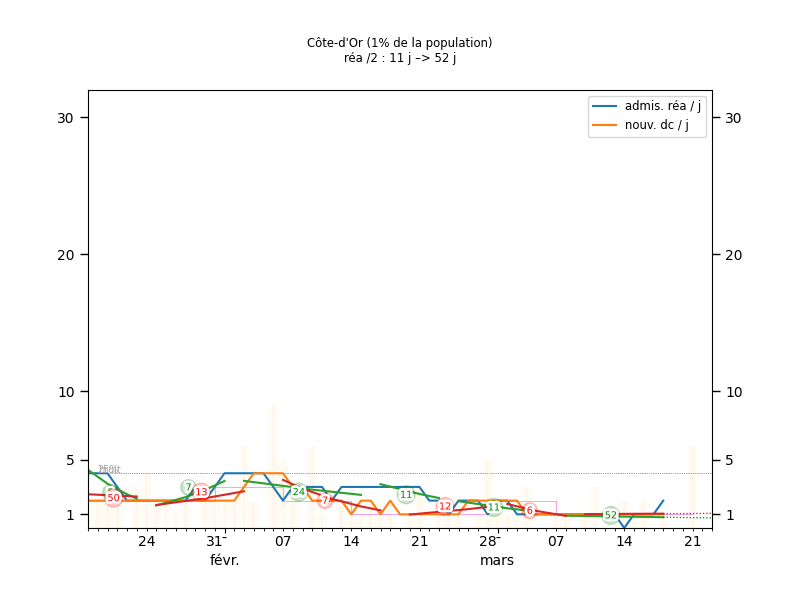 Côte-d'Or (1% de la population)
réa /2 : 11 j –> 52 j
admis. réa / j
nouv. dc / j
30 30
20 20
10 10
5 5
1 1
50 7 13 24 7 11 12 11 6 52
24 31 07 14 21 28 07 14 21
févr. mars